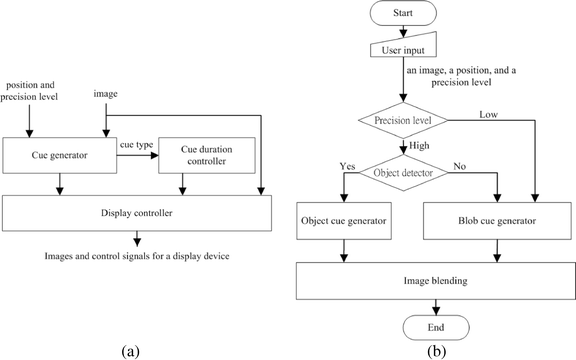 position and
precision level
image
Cue generator
cue type
Cue duration
controller
Display controller
Images and control signals for a display device
(a)
Start
User input
an image, a position, and a
precision level
Precision level
Low
High
Object detector
Yes
No
Object cue generator
Blob cue generator
Image blending
End
(b)